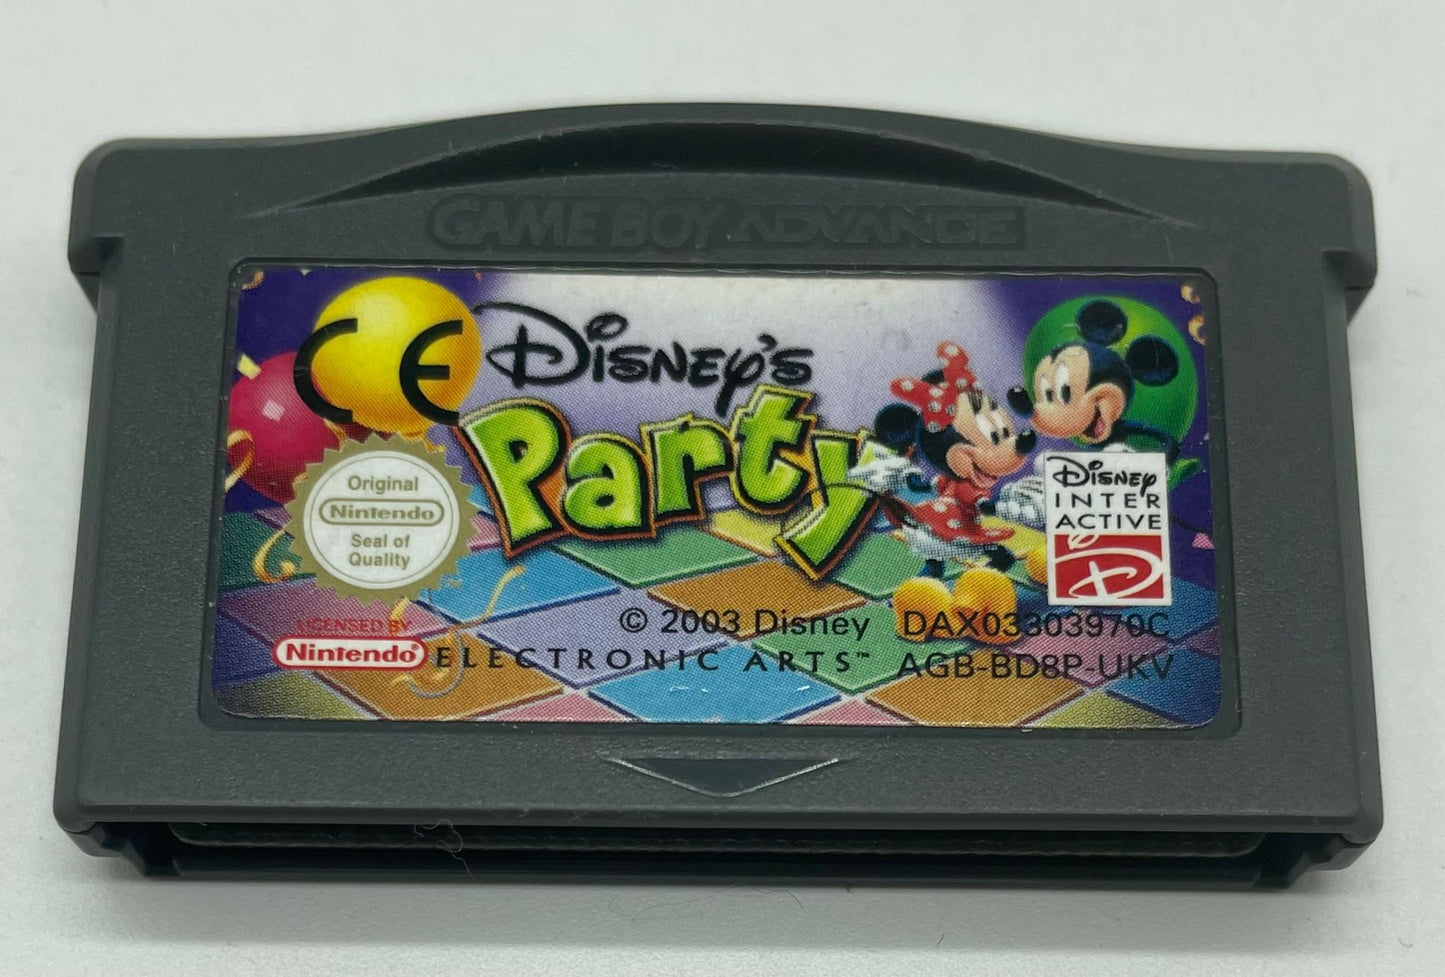 GAME BOY ADVANCE
CE
Disney's
Party
Original
Nintendo
Seal of
Quality
TM
Disney
INTER
ACTIVE
D
© 2003 Disney DAX03303970C
LICENSED BY
Nintendo®
ELECTRONIC ARTS™ AGB-BD8P-UKV